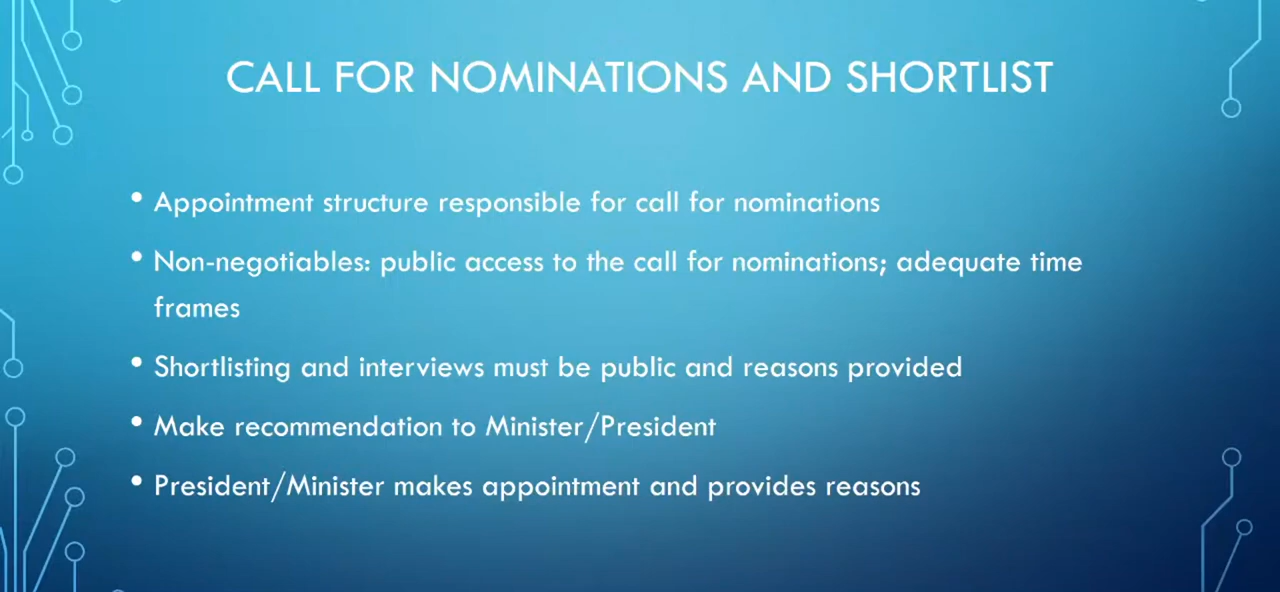 CALL FOR NOMINATIONS AND SHORTLIST
• Appointment structure responsible for call for nominations
• Non-negotiables: public access to the call for nominations; adequate time
frames
• Shortlisting and interviews must be public and reasons provided
• Make recommendation to Minister/President
• President/Minister makes appointment and provides reasons